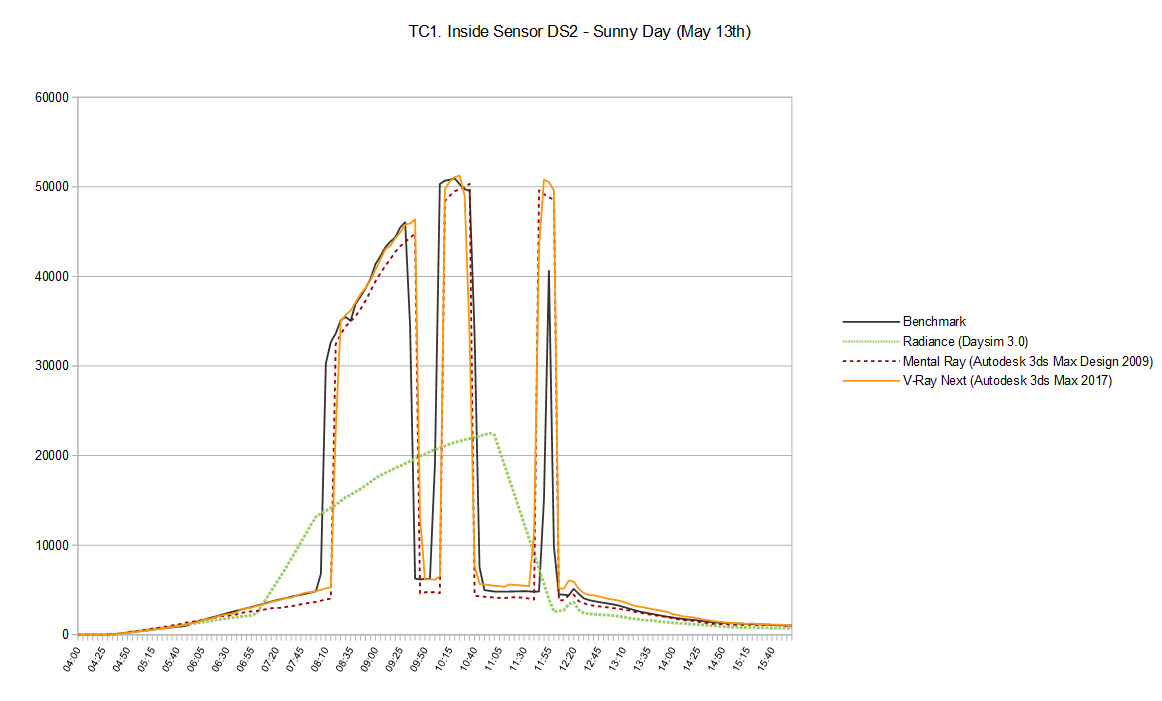 TC1. Inside Sensor DS2 - Sunny Day (May 13th)
60000
50000
40000
30000
20000
10000
0
04:00 04:25 04:50 05:15 05:40 06:05 06:30 06:55 07:20 07:45 08:10 08:35 09:00 09:25 09:50 10:15 10:40 11:05 11:30 11:55 12:20 12:45 13:10 13:35 14:00 14:25 14:50 15:15 15:40
Benchmark
Radiance (Daysim 3.0)
Mental Ray (Autodesk 3ds Max Design 2009)
V-Ray Next (Autodesk 3ds Max 2017)